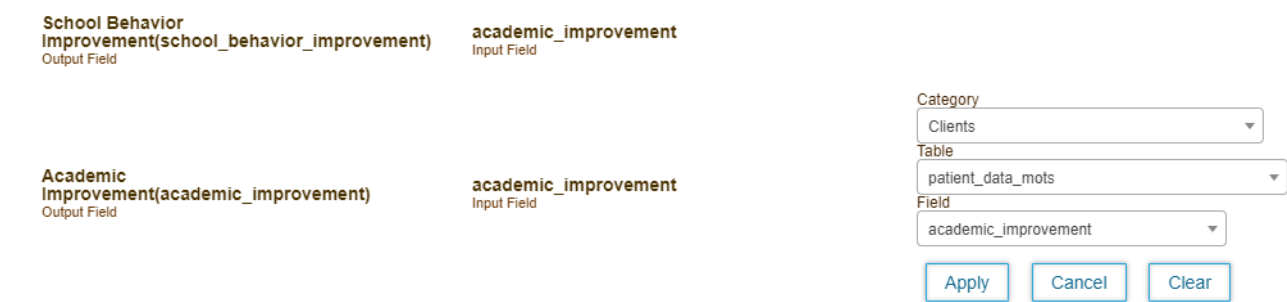 School Behavior
Improvement(school_behavior_improvement)
Output Field
academic_improvement
Input Field
Academic
Improvement(academic_improvement)
Output Field
academic_improvement
Input Field
Category
Clients
Table
patient_data_mots
Field
academic_improvement
Apply Cancel Clear